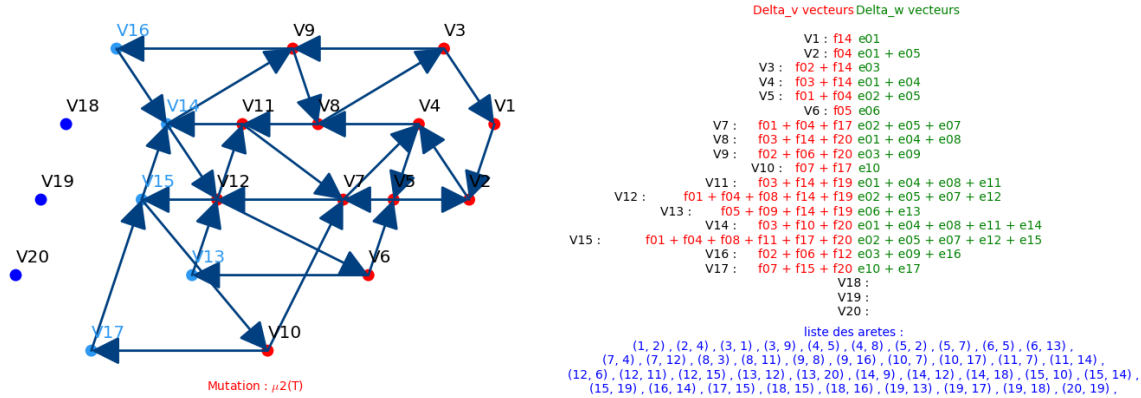 V16
V9
V3
V18
V14
V11
V8
V4
V1
V19
V15
V12
V7
V5
V2
V20
V13
V6
V17
V10
Mutation : μ2(T)
Delta_v vecteurs Delta_w vecteurs
V1 : f14 e01
V2 : f04 e01 + e05
V3 : f02 + f14 e03
V4 : f03 + f14 e01 + e04
V5 : f01 + f04 e02 + e05
V6 : f05 e06
V7 : f01 + f04 + f17 e02 + e05 + e07
V8 : f03 + f14 + f20 e01 + e04 + e08
V9 : f02 + f06 + f20 e03 + e09
V10 : f07 + f17 e10
V11 : f03 + f14 + f19 e01 + e04 + e08 + e11
V12 : f01 + f04 + f08 + f14 + f19 e02 + e05 + e07 + e12
V13 : f05 + f09 + f14 + f19 e06 + e13
V14 : f03 + f10 + f20 e01 + e04 + e08 + e11 + e14
V15 : f01 + f04 + f08 + f11 + f17 + f20 e02 + e05 + e07 + e12 + e15
V16 : f02 + f06 + f12 e03 + e09 + e16
V17 : f07 + f15 + f20 e10 + e17
V18 :
V19 :
V20 :
liste des aretes :
(1, 2) , (2, 4) , (3, 1) , (3, 9) , (4, 5) , (4, 8) , (5, 2) , (5, 7) , (6, 5) , (6, 13) ,
(7, 4) , (7, 12) , (8, 3) , (8, 11) , (9, 8) , (9, 16) , (10, 7) , (10, 17) , (11, 7) , (11, 14) ,
(12, 6) , (12, 11) , (12, 15) , (13, 12) , (13, 20) , (14, 9) , (14, 12) , (14, 18) , (15, 10) , (15, 14) ,
(15, 19) , (16, 14) , (17, 15) , (18, 15) , (18, 16) , (19, 13) , (19, 17) , (19, 18) , (20, 19) ,